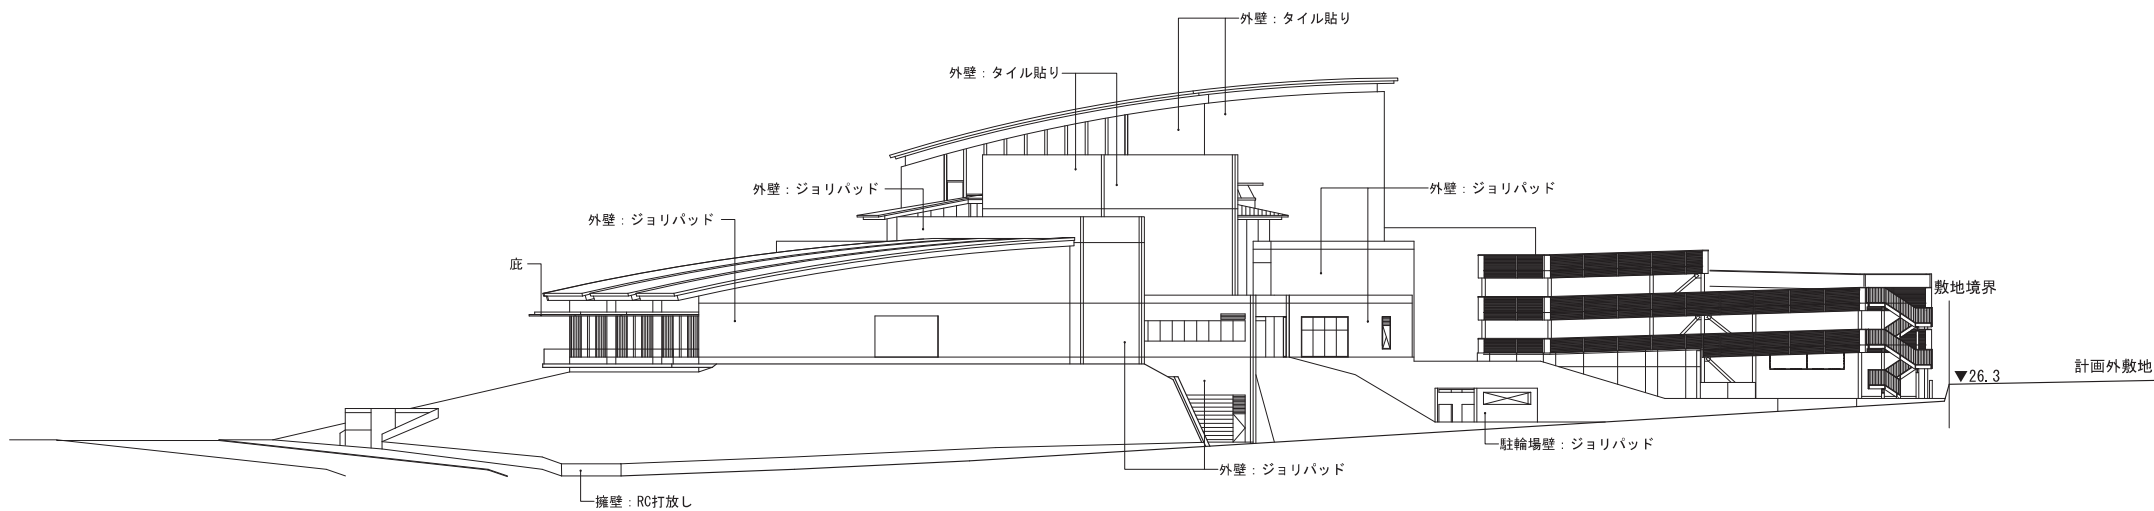 外壁：タイル貼り
外壁：タイル貼り
外壁：ジョリパッド
外壁：ジョリパッド
外壁：ジョリパッド
庇
敷地境界
計画外敷地
▼26.3
駐輪場壁：ジョリパッド
外壁：ジョリパッド
擁壁：RC打放し